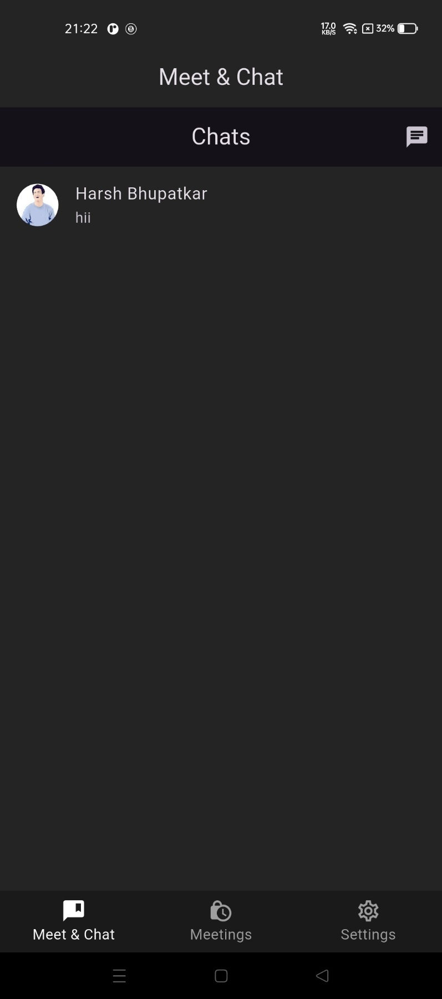 21:22
17.0
KB/S
32%
Meet & Chat
Chats
Harsh Bhupatkar
hii
Meet & Chat
Meetings
Settings